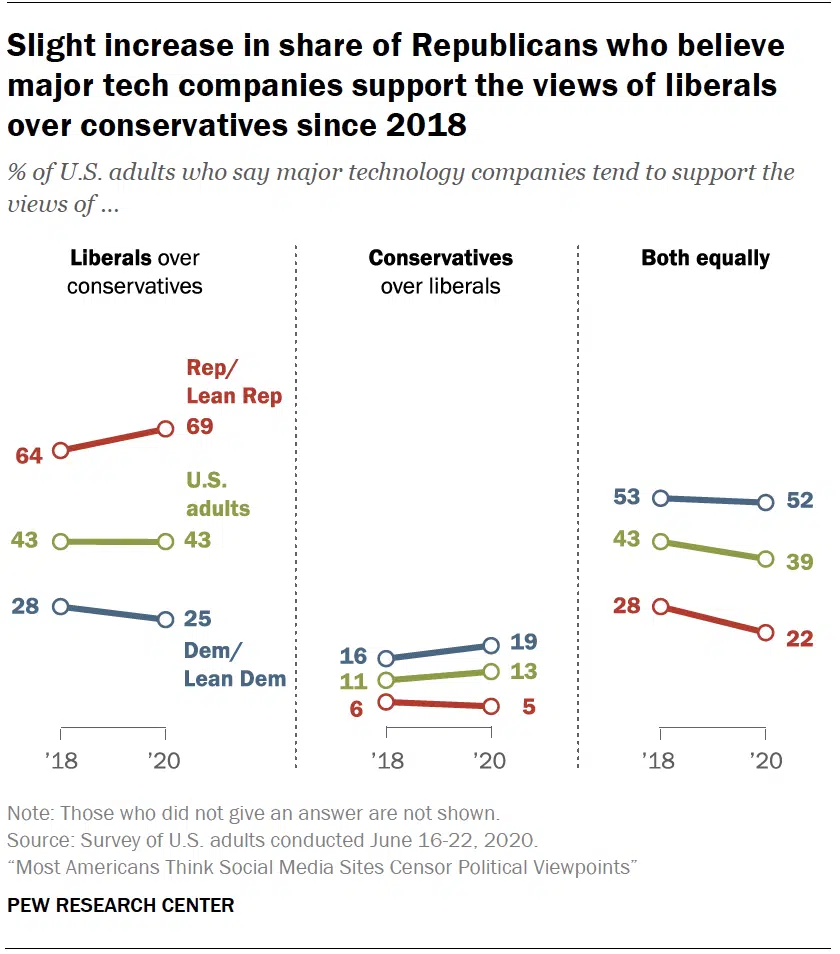 Slight increase in share of Republicans who believe
major tech companies support the views of liberals
over conservatives since 2018
% of U.S. adults who say major technology companies tend to support the
views of ...
Liberals over
conservatives
Rep/
Lean Rep
64
69
U.S.
adults
43
43
28
25
Dem/
Lean Dem
'18
'20
Conservatives
over liberals
16
19
11
13
6
5
'18
'20
Both equally
53
52
43
39
28
22
'18
'20
Note: Those who did not give an answer are not shown.
Source: Survey of U.S. adults conducted June 16-22, 2020.
“Most Americans Think Social Media Sites Censor Political Viewpoints”
PEW RESEARCH CENTER